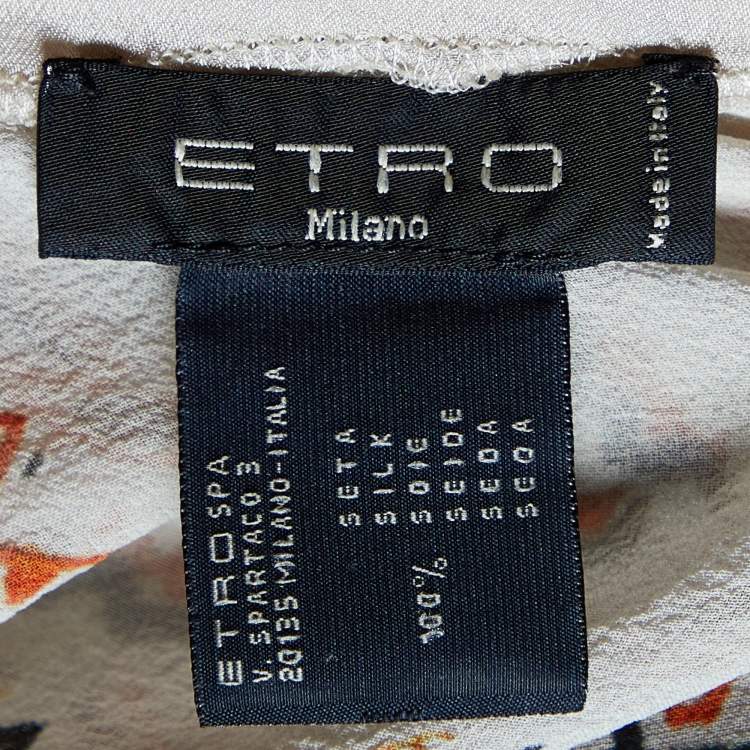 ETRO
Milano
Made in Italy
ETRO SPA
V. SPARTACO 3
20135 MILANO-ITALIA
SETA
SILK
SOIE
100% SEIDE
SEDA
SEDA